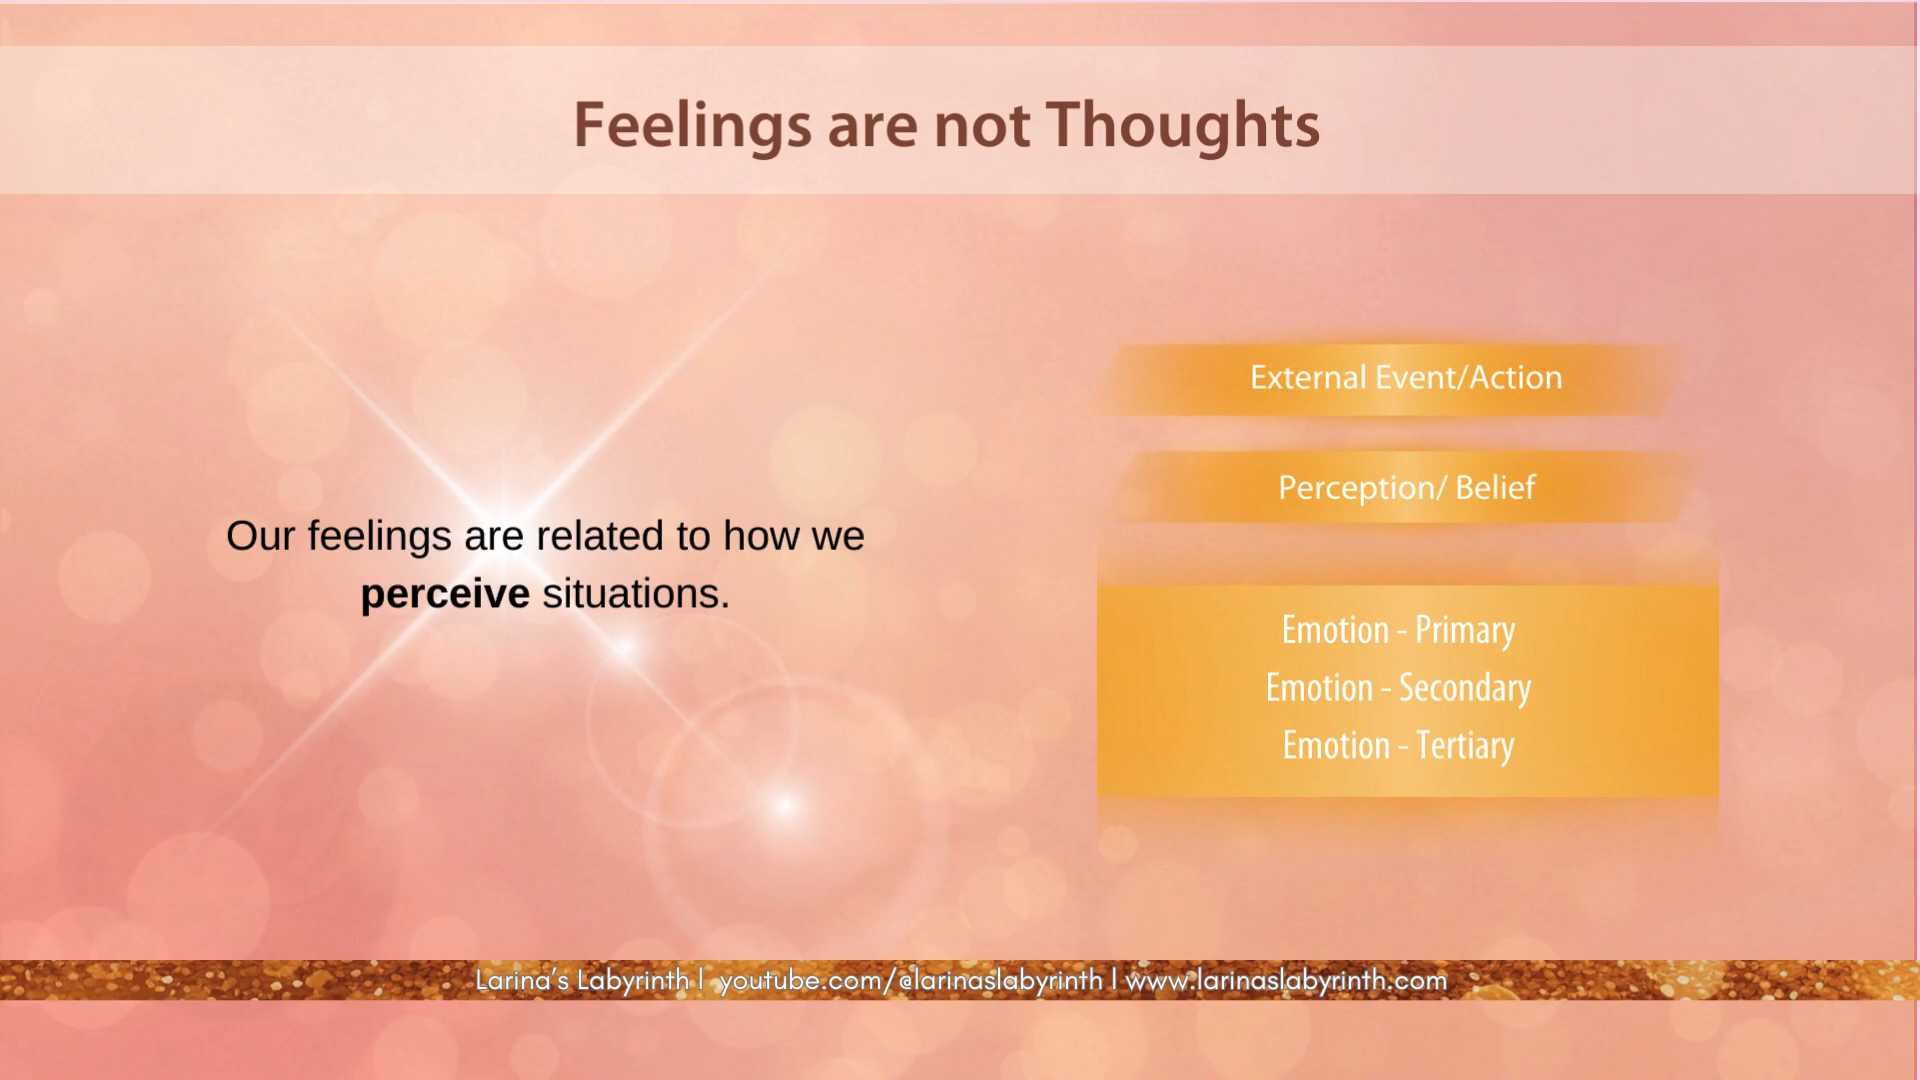 Feelings are not Thoughts
Our feelings are related to how we
perceive situations.
External Event/Action
Perception/ Belief
Emotion - Primary
Emotion - Secondary
Emotion - Tertiary
Larina's Labyrinth | youtube.com/@larinaslabyrinth | www.larinaslabyrinth.com